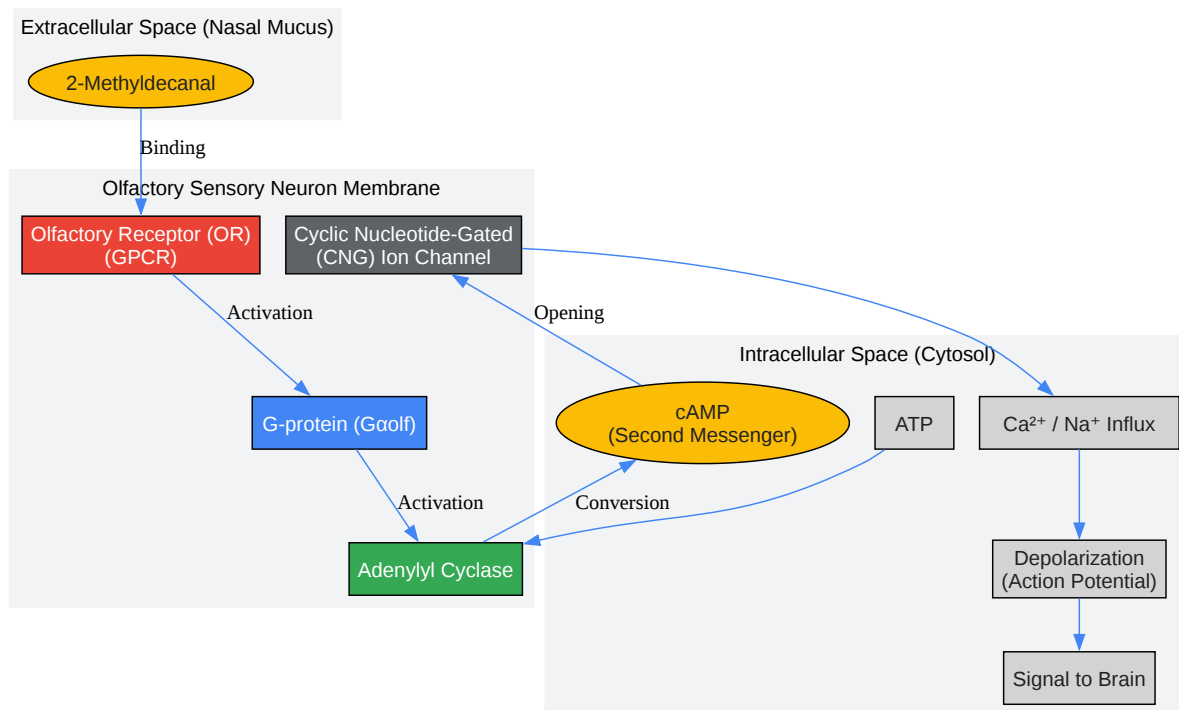 Extracellular Space (Nasal Mucus)
2-Methyldecanal
Binding
Olfactory Sensory Neuron Membrane
Olfactory Receptor (OR)
(GPCR)
Cyclic Nucleotide-Gated
(CNG) Ion Channel
Activation
Opening
Intracellular Space (Cytosol)
G-protein (Gαolf)
cAMP
(Second Messenger)
ATP
Ca²⁺ / Na⁺ Influx
Activation
Conversion
Adenylyl Cyclase
Depolarization
(Action Potential)
Signal to Brain